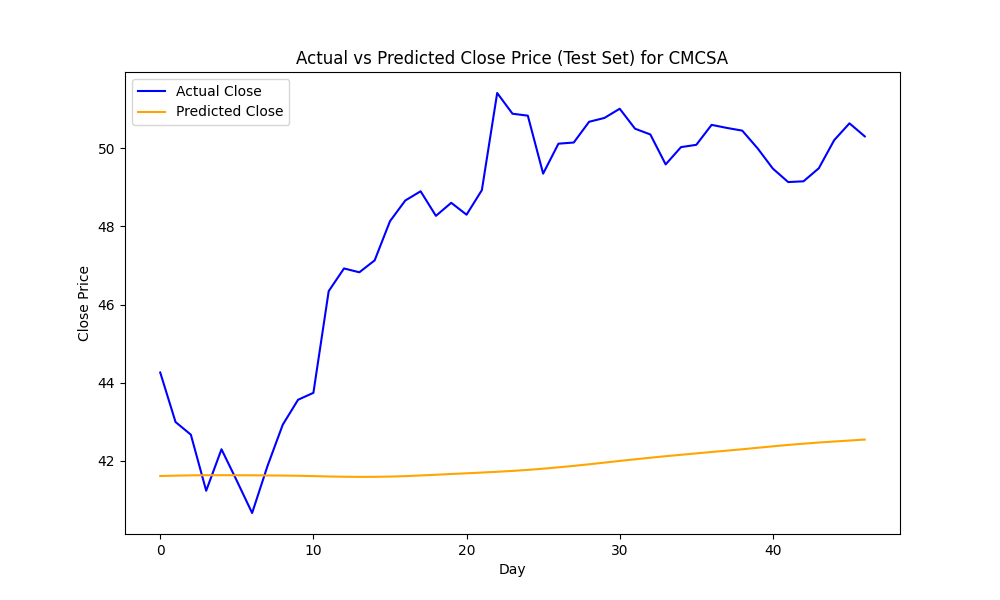 Actual vs Predicted Close Price (Test Set) for CMCSA
Actual Close
Predicted Close
Close Price
50
48
46
44
42
0 10 20 30 40
Day